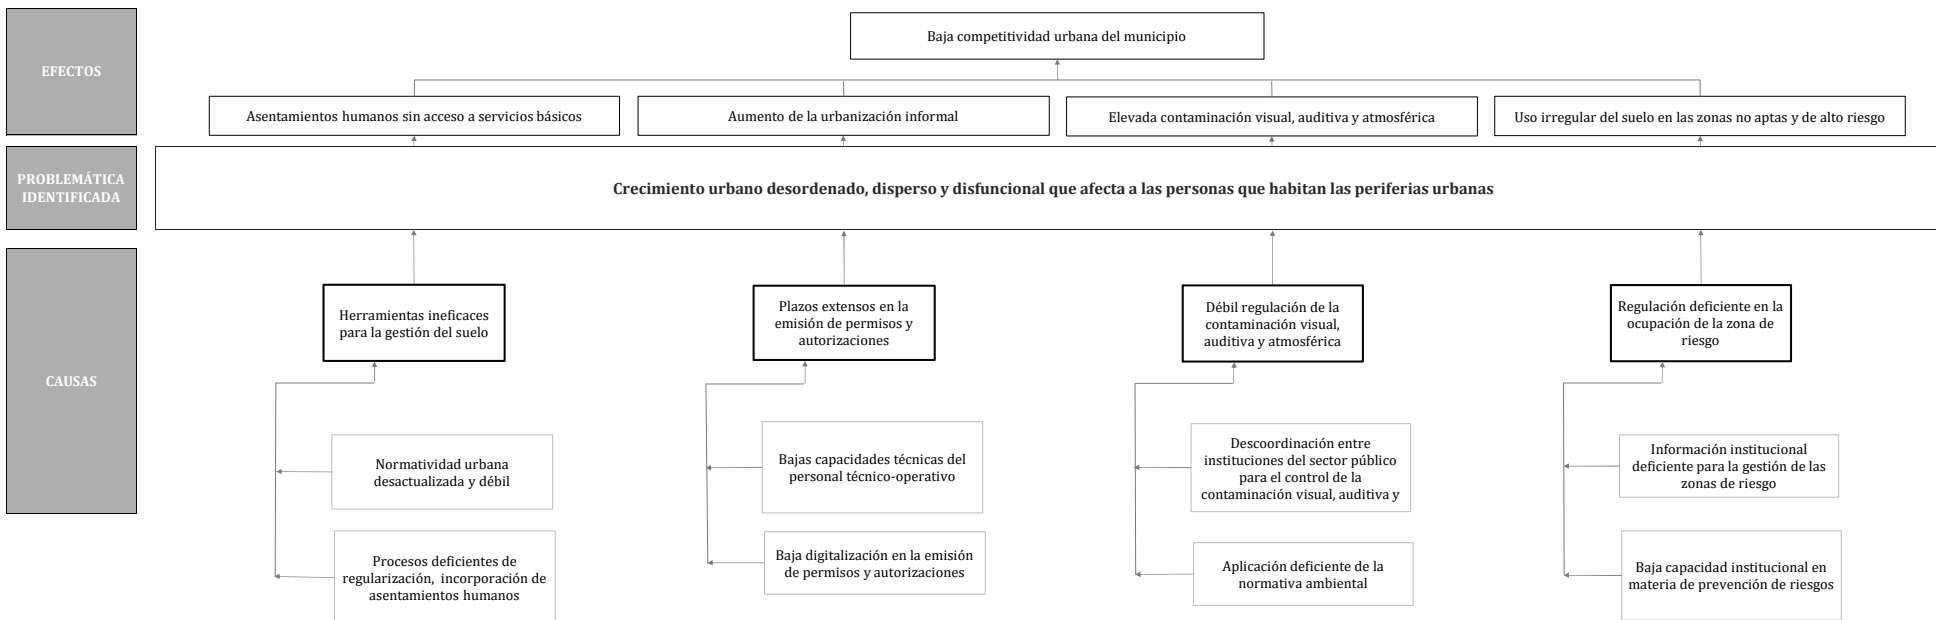 EFECTOS
Baja competitividad urbana del municipio
Asentamientos humanos sin acceso a servicios básicos
Aumento de la urbanización informal
Elevada contaminación visual, auditiva y atmosférica
Uso irregular del suelo en las zonas no aptas y de alto riesgo
PROBLEMÁTICA
IDENTIFICADA
Crecimiento urbano desordenado, disperso y disfuncional que afecta a las personas que habitan las periferias urbanas
CAUSAS
Herramientas ineficaces
para la gestión del suelo
Normatividad urbana
desactualizada y débil
Procesos deficientes de
regularización, incorporación de
asentamientos humanos
Plazos extensos en la
emisión de permisos y
autorizaciones
Bajas capacidades técnicas del
personal técnico-operativo
Baja digitalización en la emisión
de permisos y autorizaciones
Débil regulación de la
contaminación visual,
auditiva y atmosférica
Descoordinación entre
instituciones del sector público
para el control de la
contaminación visual, auditiva y
Aplicación deficiente de la
normativa ambiental
Regulación deficiente en la
ocupación de la zona de
riesgo
Información institucional
deficiente para la gestión de las
zonas de riesgo
Baja capacidad institucional en
materia de prevención de riesgos